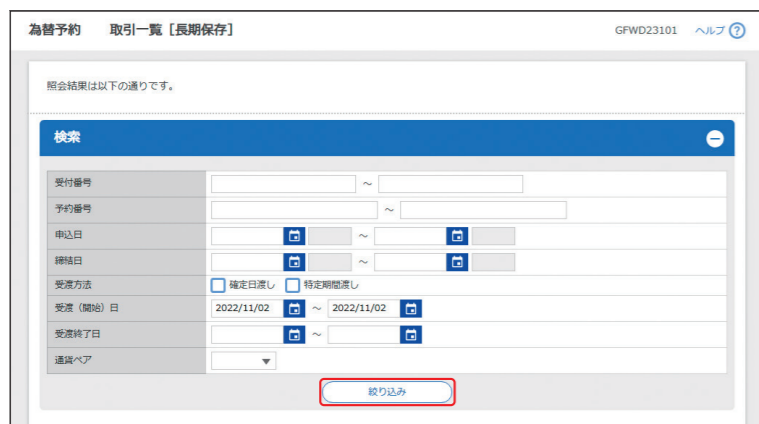 為替予約 取引一覧［長期保存］ GFWD23101 ヘルプ ?
照会結果は以下の通りです。
検索
受付番号 ～
予約番号 ～
申込日 ～
締結日 ～
受渡方法 確定日渡し 特定期間渡し
受渡（開始）日 2022/11/02 ～ 2022/11/02
受渡終了日 ～
通貨ペア
絞り込み